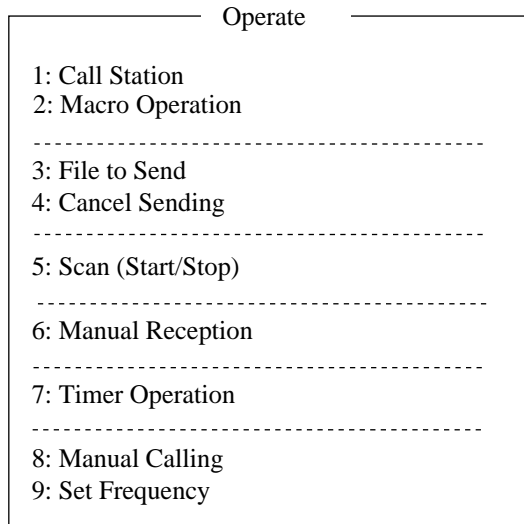 Operate
1: Call Station
2: Macro Operation
3: File to Send
4: Cancel Sending
5: Scan (Start/Stop)
6: Manual Reception
7: Timer Operation
8: Manual Calling
9: Set Frequency